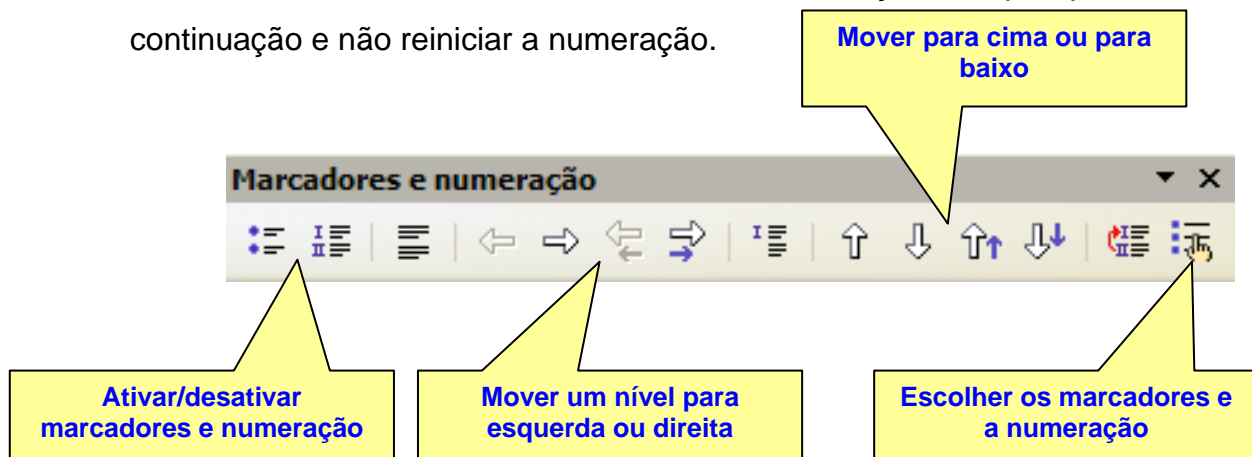 continuação e não reiniciar a numeração.
Mover para cima ou para
baixo
Marcadores e numeração
Ativar/desativar
marcadores e numeração
Mover um nível para
esquerda ou direita
Escolher os marcadores e
a numeração